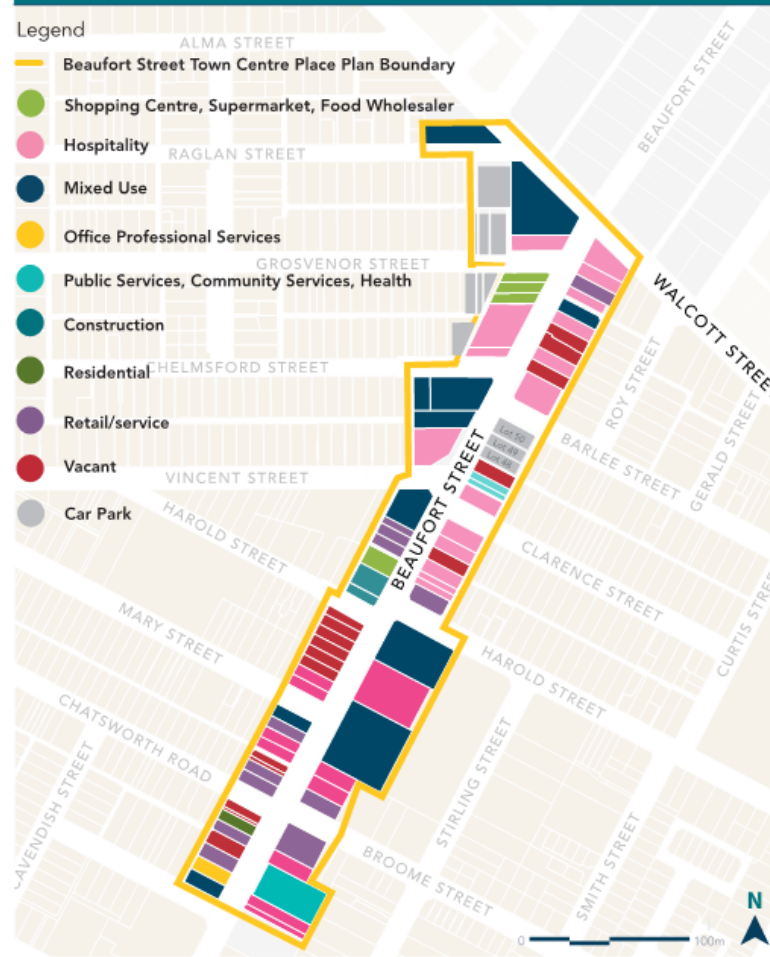 Legend
Beaufort Street Town Centre Place Plan Boundary
Shopping Centre, Supermarket, Food Wholesaler
Hospitality
Mixed Use
Office Professional Services
Public Services, Community Services, Health
Construction
Residential
Retail/service
Vacant
Car Park
ALMA STREET
RAGLAN STREET
GROSVENOR STREET
CHELMSFORD STREET
VINCENT STREET
HAROLD STREET
MARY STREET
CHATSWORTH ROAD
CAVENDISH STREET
BEAUFORT STREET
WALCOTT STREE
ROY STREET
GERALD STREET
BARLEE STREET
Lot 50
Lot 49
Lot 48
BEAUFORT STREET
CLARENCE STREET
CURTIS STREE
HAROLD STREET
STIRLING STREET
SMITH STREET
BROOME STREET
N
0 100m